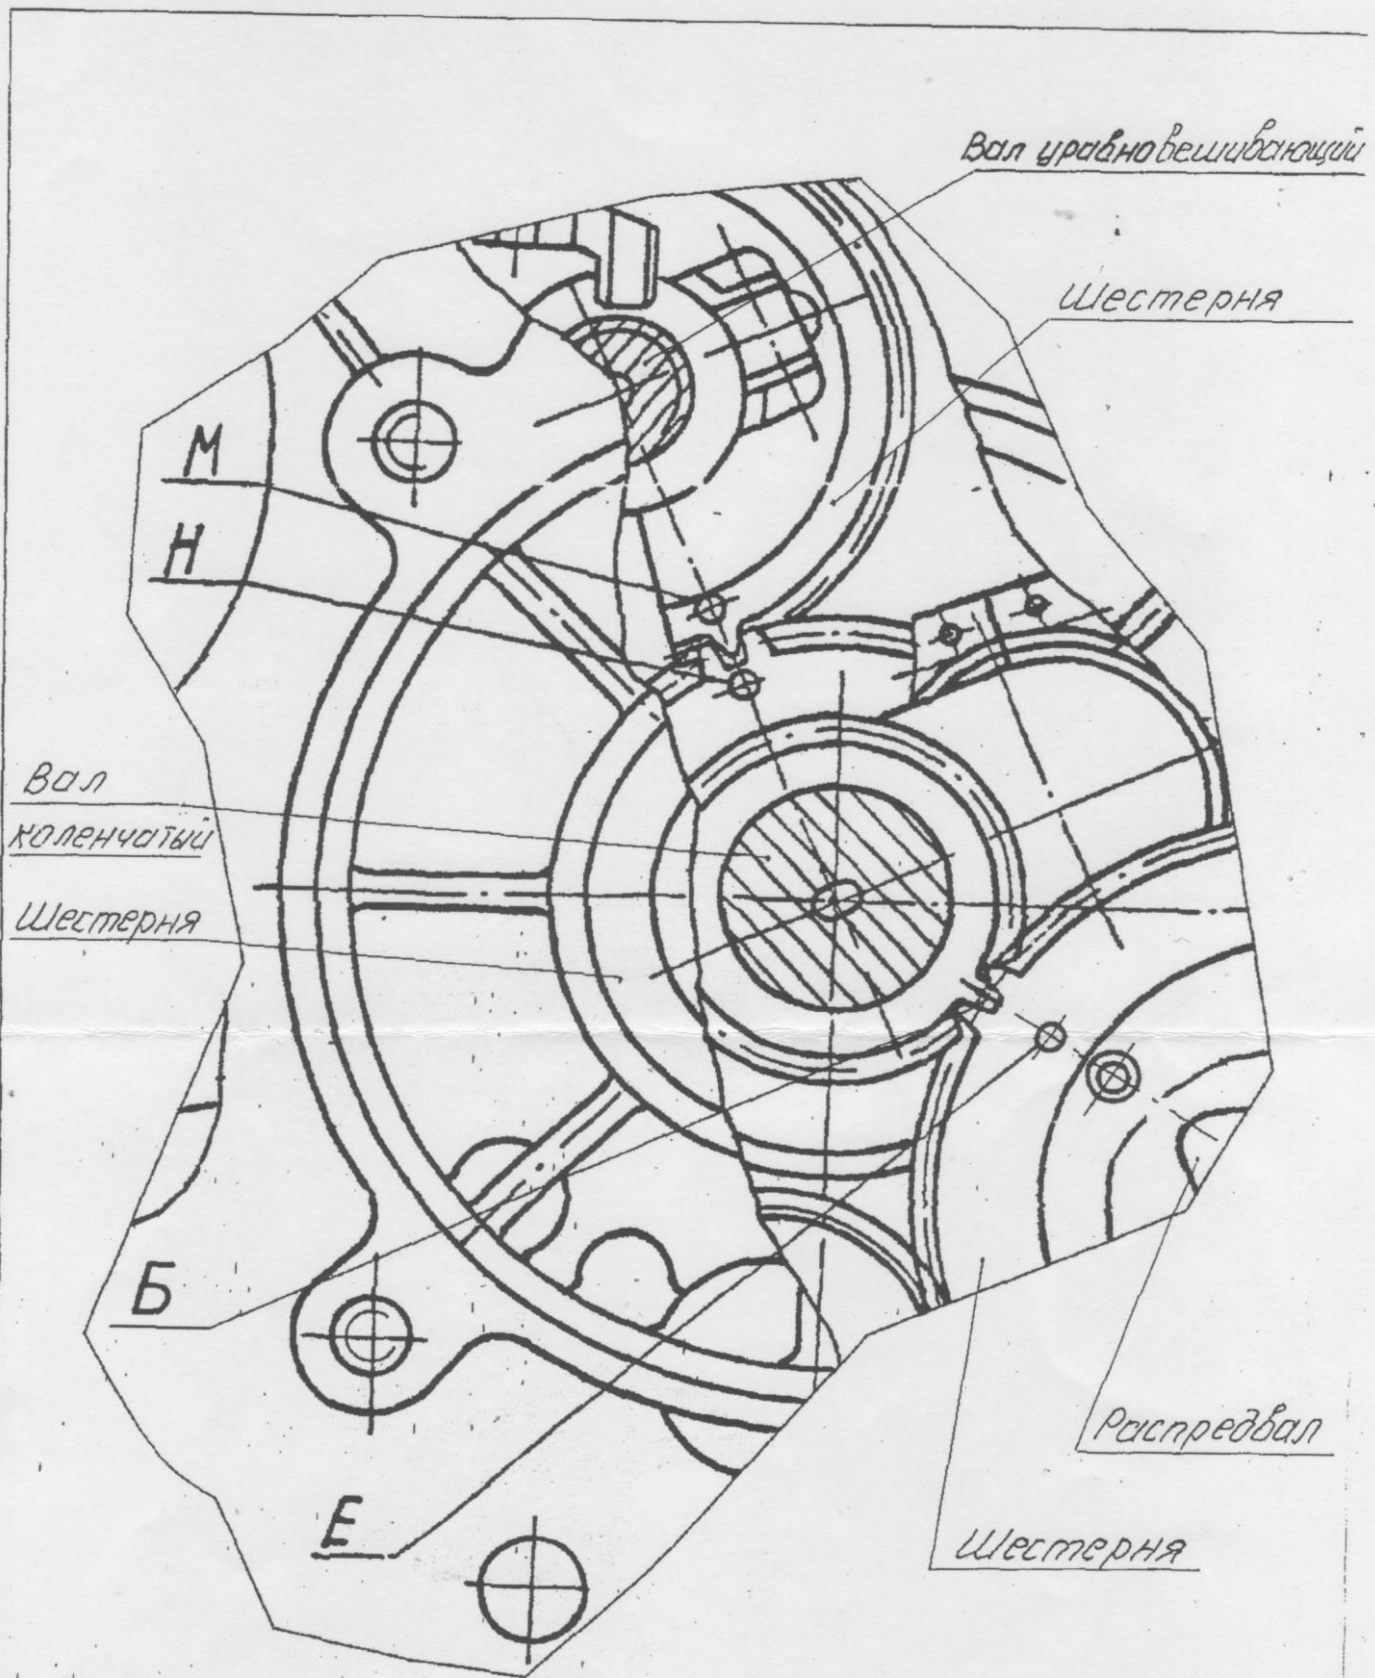 Вал уравновешивающий
Шестерня
М
Н
Вал
коленчатый
Шестерня
Б
Распредвал
Е
Шестерня